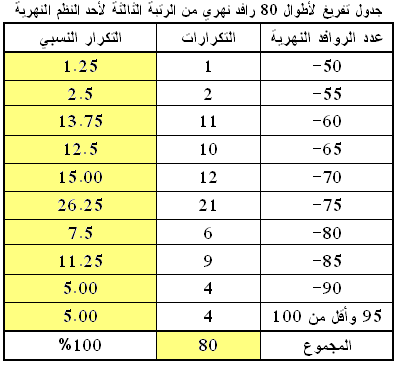 جدول تفريغ لأطوال 80 رافد نهري من الرتبة الثالثة لأحد النظم النهرية
عدد الروافد النهرية التكرارات التكرار النسبي
50- 1 1.25
55- 2 2.5
60- 11 13.75
65- 10 12.5
70- 12 15.00
75- 21 26.25
80- 6 7.5
85- 9 11.25
90- 4 5.00
95 وأقل من 100 4 5.00
المجموع 80 100%